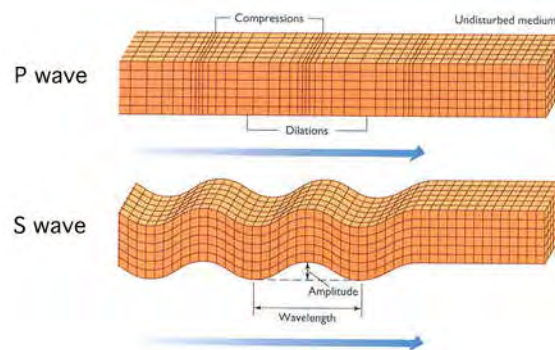 Compressions
Undisturbed medium
P wave
Dilations
S wave
Amplitude
Wavelength